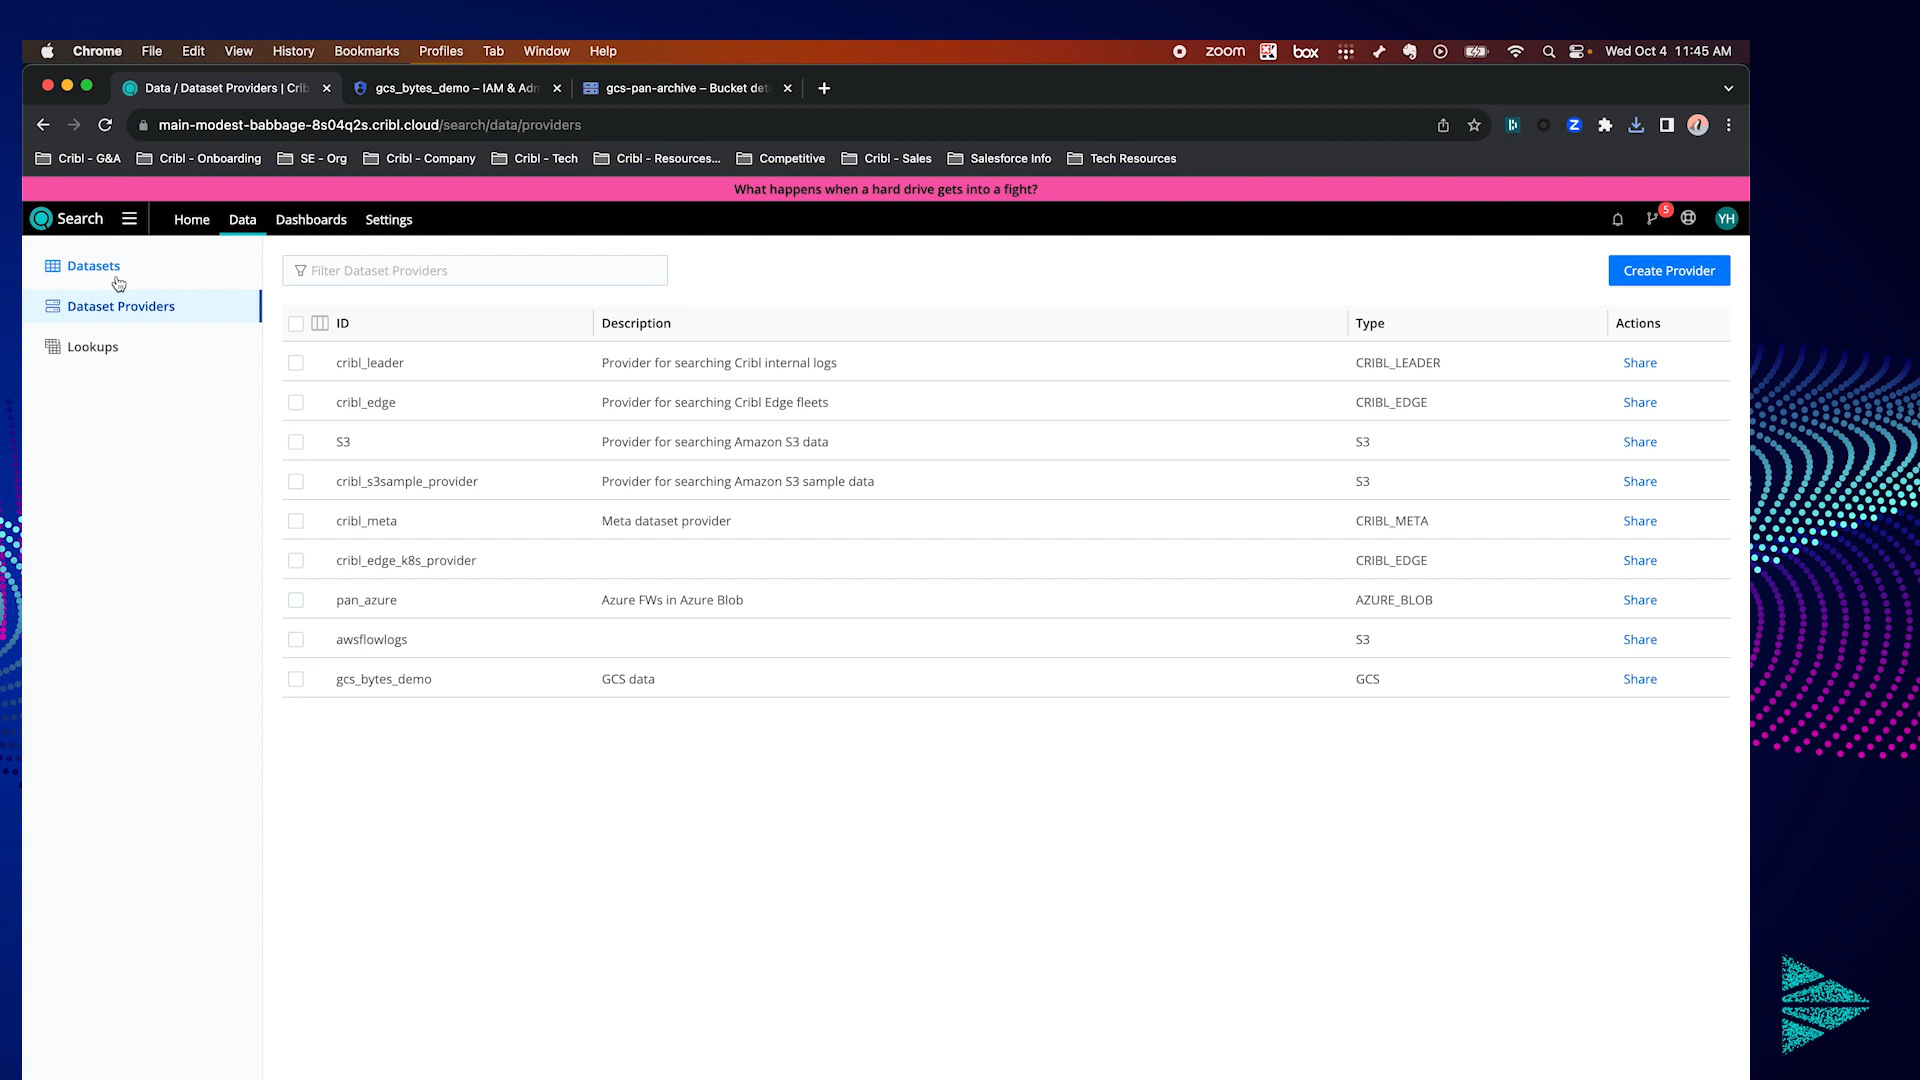 Chrome File Edit View History Bookmarks Profiles Tab Window Help zoom box Wed Oct 4 11:45 AM
Data / Dataset Providers | Crib gcs_bytes_demo – IAM & Adm gcs-pan-archive – Bucket det
main-modest-babbage-8s04q2s.cribl.cloud/search/data/providers
Cribl - G&A Cribl - Onboarding SE - Org Cribl - Company Cribl - Tech Cribl - Resources... Competitive Cribl - Sales Salesforce Info Tech Resources
What happens when a hard drive gets into a fight?
Search Home Data Dashboards Settings 5 YH
Datasets
Dataset Providers
Lookups
Filter Dataset Providers Create Provider
ID Description Type Actions
cribl_leader Provider for searching Cribl internal logs CRIBL_LEADER Share
cribl_edge Provider for searching Cribl Edge fleets CRIBL_EDGE Share
S3 Provider for searching Amazon S3 data S3 Share
cribl_s3sample_provider Provider for searching Amazon S3 sample data S3 Share
cribl_meta Meta dataset provider CRIBL_META Share
cribl_edge_k8s_provider CRIBL_EDGE Share
pan_azure Azure FWs in Azure Blob AZURE_BLOB Share
awsflowlogs S3 Share
gcs_bytes_demo GCS data GCS Share